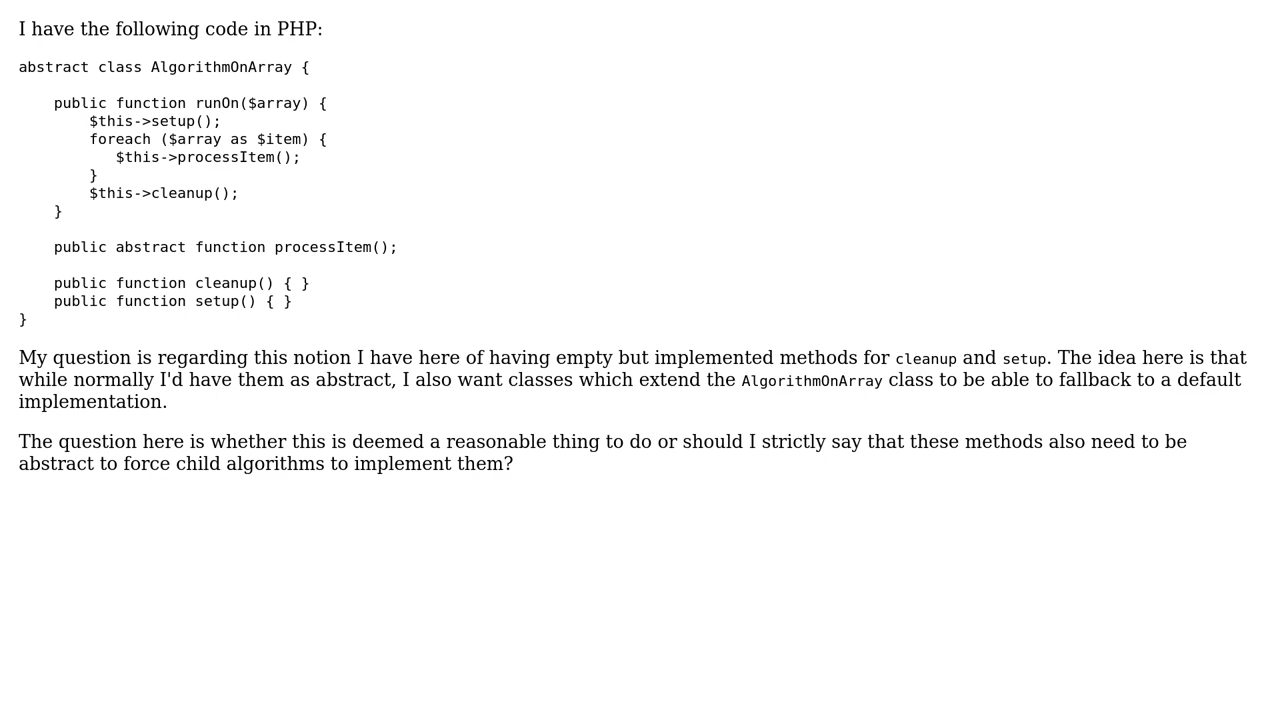 I have the following code in PHP:
abstract class AlgorithmOnArray {
    public function runOn($array) {
        $this->setup();
        foreach ($array as $item) {
           $this->processItem();
        }
        $this->cleanup();
    }
    public abstract function processItem();
    public function cleanup() { }
    public function setup() { }
}
My question is regarding this notion I have here of having empty but implemented methods for cleanup and setup. The idea here is that
while normally I'd have them as abstract, I also want classes which extend the AlgorithmOnArray class to be able to fallback to a default
implementation.
The question here is whether this is deemed a reasonable thing to do or should I strictly say that these methods also need to be
abstract to force child algorithms to implement them?